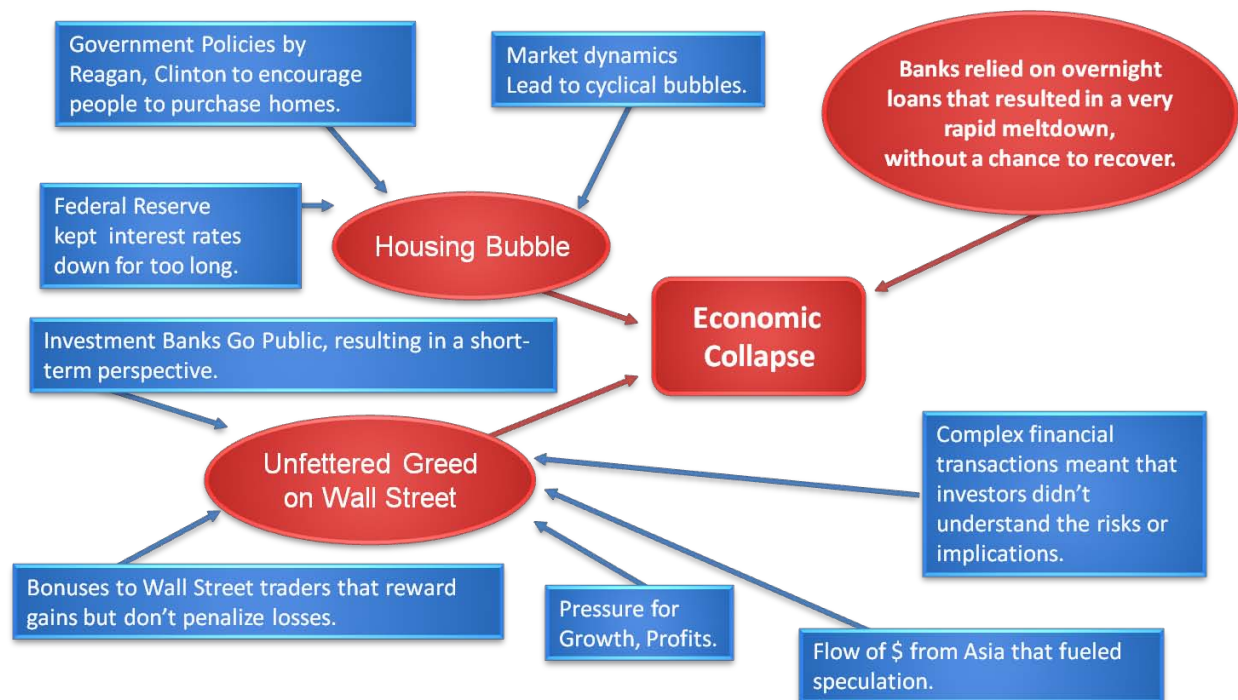 Government Policies by
Reagan, Clinton to encourage
people to purchase homes.
Market dynamics
Lead to cyclical bubbles.
Banks relied on overnight
loans that resulted in a very
rapid meltdown,
without a chance to recover.
Federal Reserve
kept interest rates
down for too long.
Housing Bubble
Economic
Collapse
Investment Banks Go Public, resulting in a short-
term perspective.
Unfettered Greed
on Wall Street
Complex financial
transactions meant that
investors didn't
understand the risks or
implications.
Bonuses to Wall Street traders that reward
gains but don't penalize losses.
Pressure for
Growth, Profits.
Flow of $ from Asia that fueled
speculation.